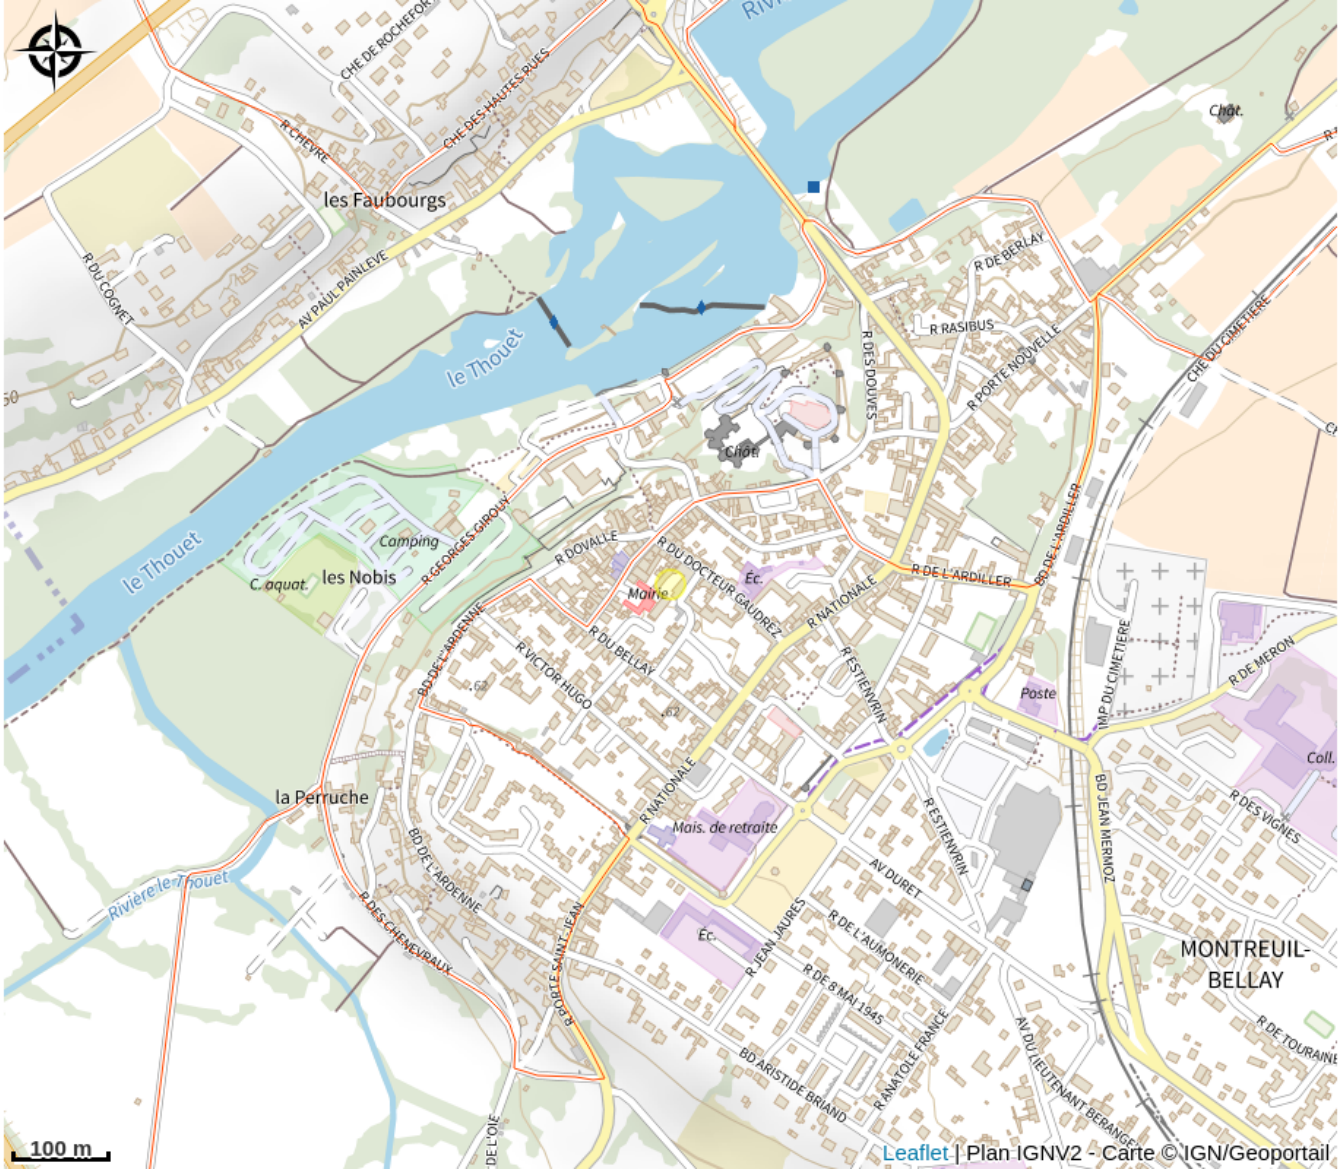 Rivi
CHE DE ROCHEFOR
CHE DES HAUTES RUES
Chât.
R CHEVRE
les Faubourgs
R DU COGNET
AV PAUL PAINLEVE
R DE BERLAY
R RASIBUS
CHE DU CIMETIERE
le Thouet
R DES DOUVES
R PORTE NOUVELLE
50
Chât.
R GEORGES GIROUY
BD DE L'ARDILLER
Camping
R DOVALLE
R DU DOCTEUR GAUDREZ
le Thouet
C. aquat.
les Nobis
Mairie
Éc.
R NATIONALE
R DE L'ARDILLER
BD DE L'ARDENNE
R DU BELLAY
R VICTOR HUGO
R ESTIENVRIN
IMP DU CIMETIERE
R DE MERON
.62
.62
Poste
Coll.
la Perruche
R NATIONALE
Mais. de retraite
R ESTIENVRIN
BD JEAN MERMOZ
R DES VIGNES
BD DE L'ARDENNE
Rivière le Thouet
AV DURET
R DES CHENEVRAUX
R PORTE SAINT-JEAN
Éc.
R JEAN JAURES
R DE L'AUMONERIE
MONTREUIL-
BELLAY
R DE 8 MAI 1945
R ANATOLE FRANCE
R DE TOURAINE
BD ARISTIDE BRIAND
AV DU LIEUTENANT BERANGE
DE L'OIE
100 m
Leaflet | Plan IGNV2 - Carte © IGN/Geoportail